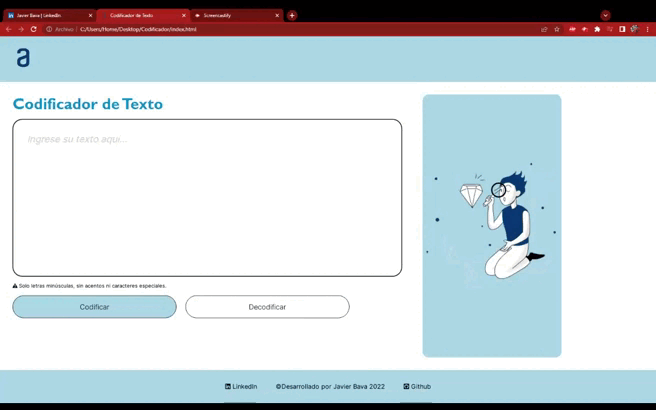 Javier Bava | LinkedIn
Codificador de Texto
Screencastify
Archivo
C:/Users/Home/Desktop/Codificador/index.html
a
Codificador de Texto
Ingrese su texto aquí...
Solo letras minúsculas, sin acentos ni caracteres especiales.
Codificar
Decodificar
LinkedIn
©Desarrollado por Javier Bava 2022
Github